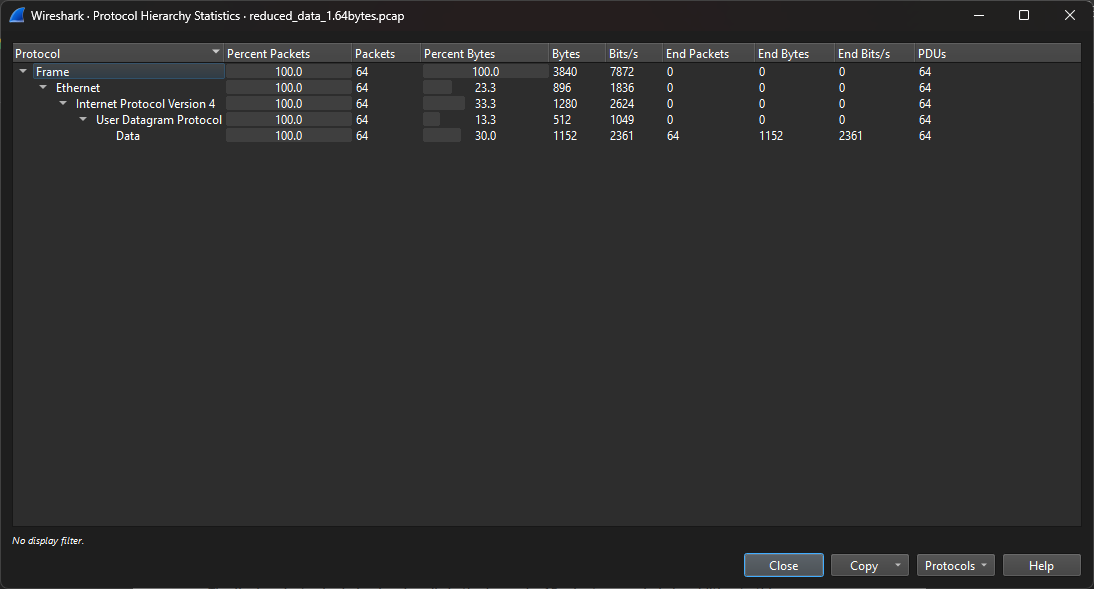 Wireshark · Protocol Hierarchy Statistics · reduced_data_1.64bytes.pcap
Protocol Percent Packets Packets Percent Bytes Bytes Bits/s End Packets End Bytes End Bits/s PDUs
Frame 100.0 64 100.0 3840 7872 0 0 0 64
Ethernet 100.0 64 23.3 896 1836 0 0 0 64
Internet Protocol Version 4 100.0 64 33.3 1280 2624 0 0 0 64
User Datagram Protocol 100.0 64 13.3 512 1049 0 0 0 64
Data 100.0 64 30.0 1152 2361 64 1152 2361 64
No display filter.
Close Copy Protocols Help